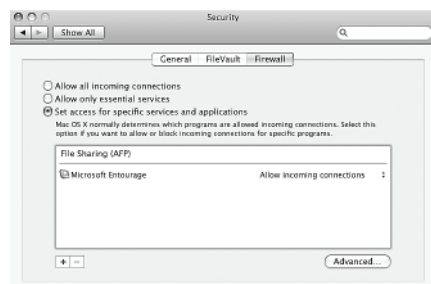 Security
Show All
General FileVault Firewall
Allow all incoming connections
Allow only essential services
Set access for specific services and applications
Mac OS X normally determines which programs are allowed incoming connections. Select this
option if you want to allow or block incoming connections for specific programs.
File Sharing (AFP)
Microsoft Entourage Allow incoming connections
+ −
Advanced...